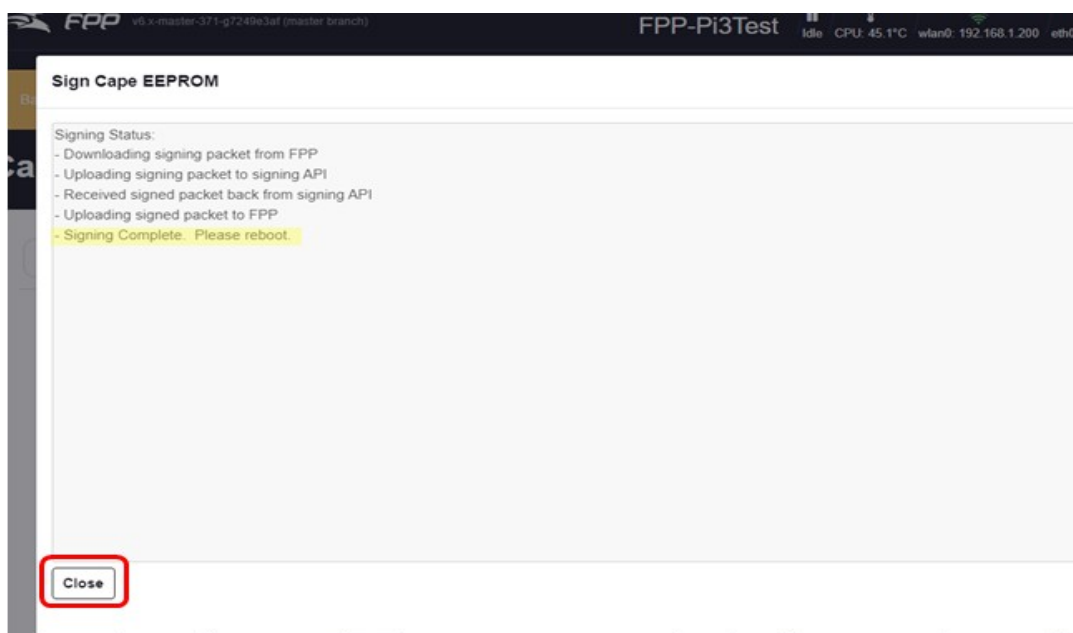 FPP v6.x-master-371-g7249e3af (master branch)
FPP-Pi3Test
Idle CPU: 45.1°C wlan0: 192.168.1.200 eth0
Sign Cape EEPROM
Signing Status:
- Downloading signing packet from FPP
- Uploading signing packet to signing API
- Received signed packet back from signing API
- Uploading signed packet to FPP
- Signing Complete. Please reboot.
Close